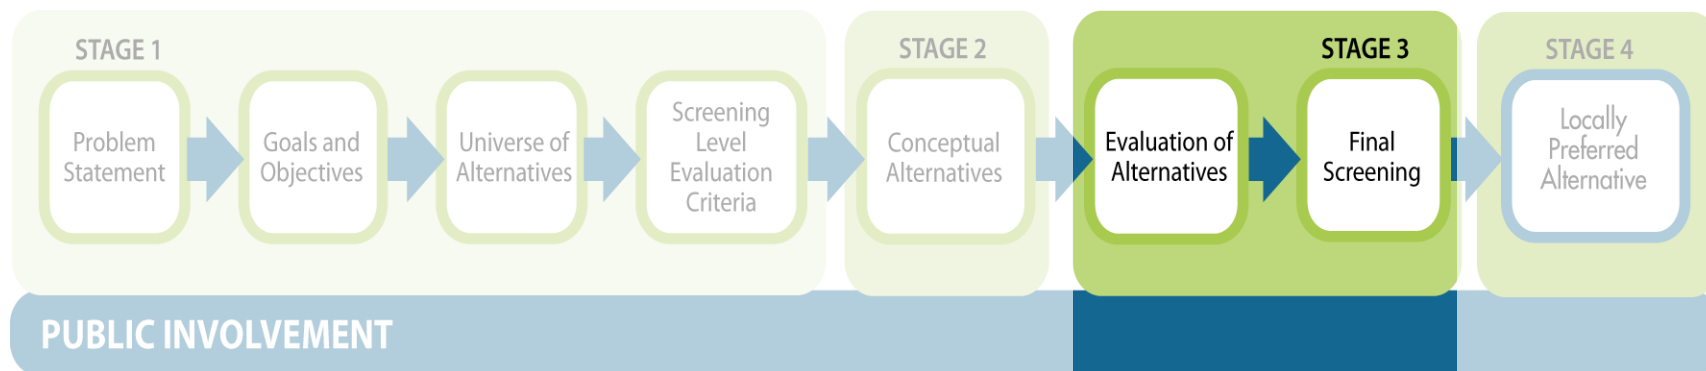 STAGE 1
Problem
Statement
Goals and
Objectives
Universe of
Alternatives
Screening
Level
Evaluation
Criteria
STAGE 2
Conceptual
Alternatives
STAGE 3
Evaluation of
Alternatives
Final
Screening
STAGE 4
Locally
Preferred
Alternative
PUBLIC INVOLVEMENT